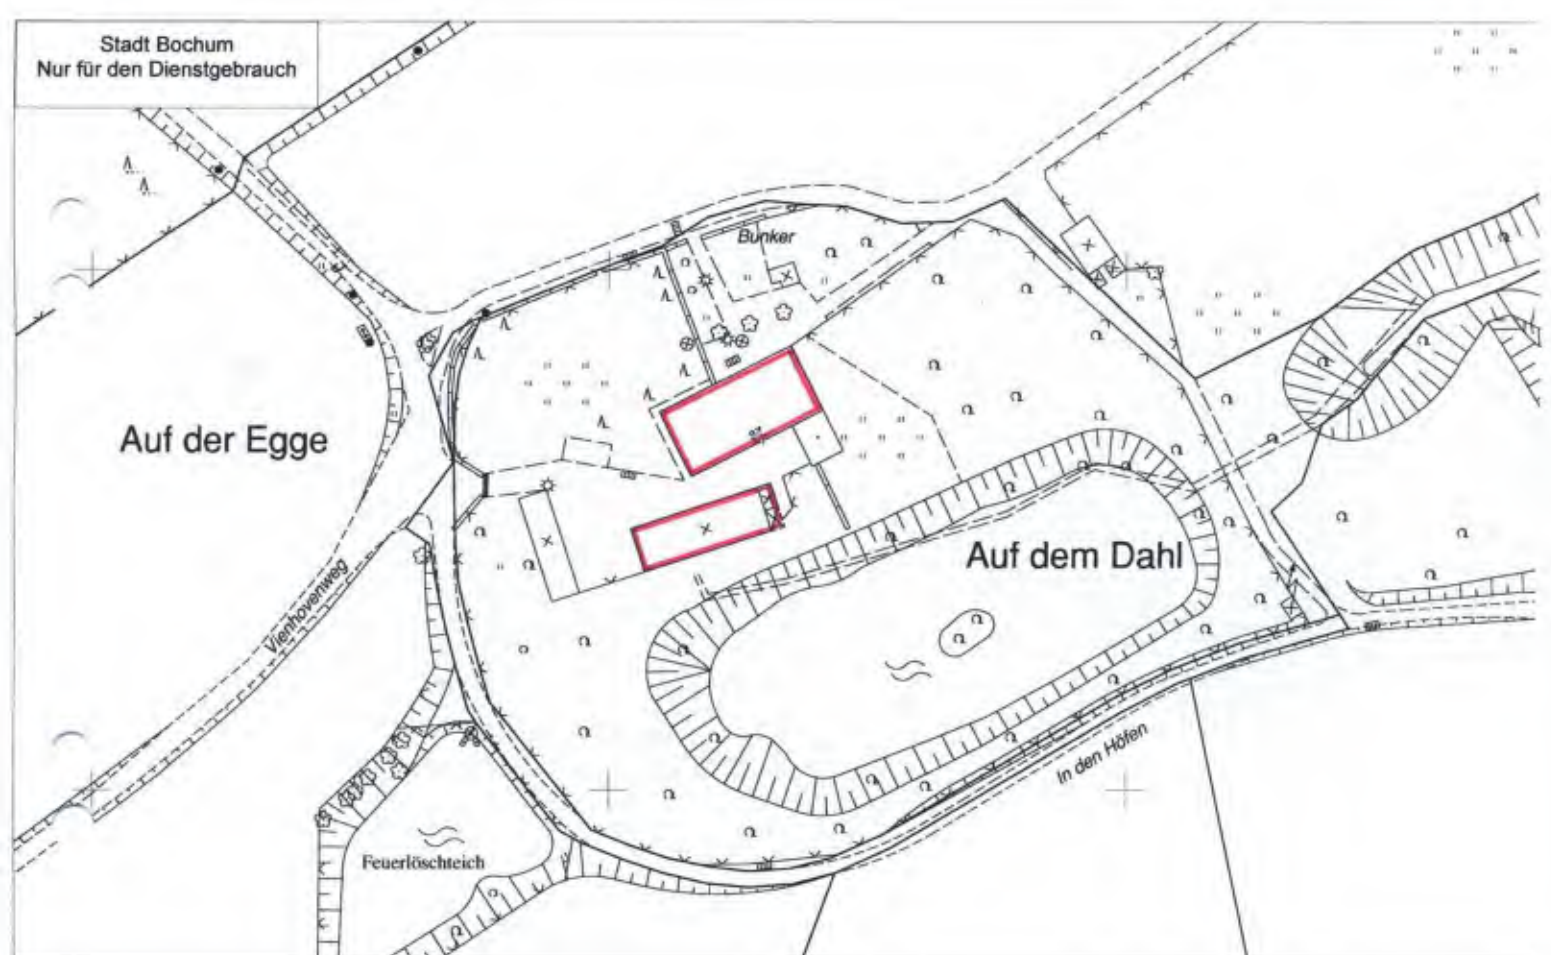 Stadt Bochum
Nur für den Dienstgebrauch
Bunker
Auf der Egge
Auf dem Dahl
Vienhovenweg
In den Höfen
Feuerlöschteich